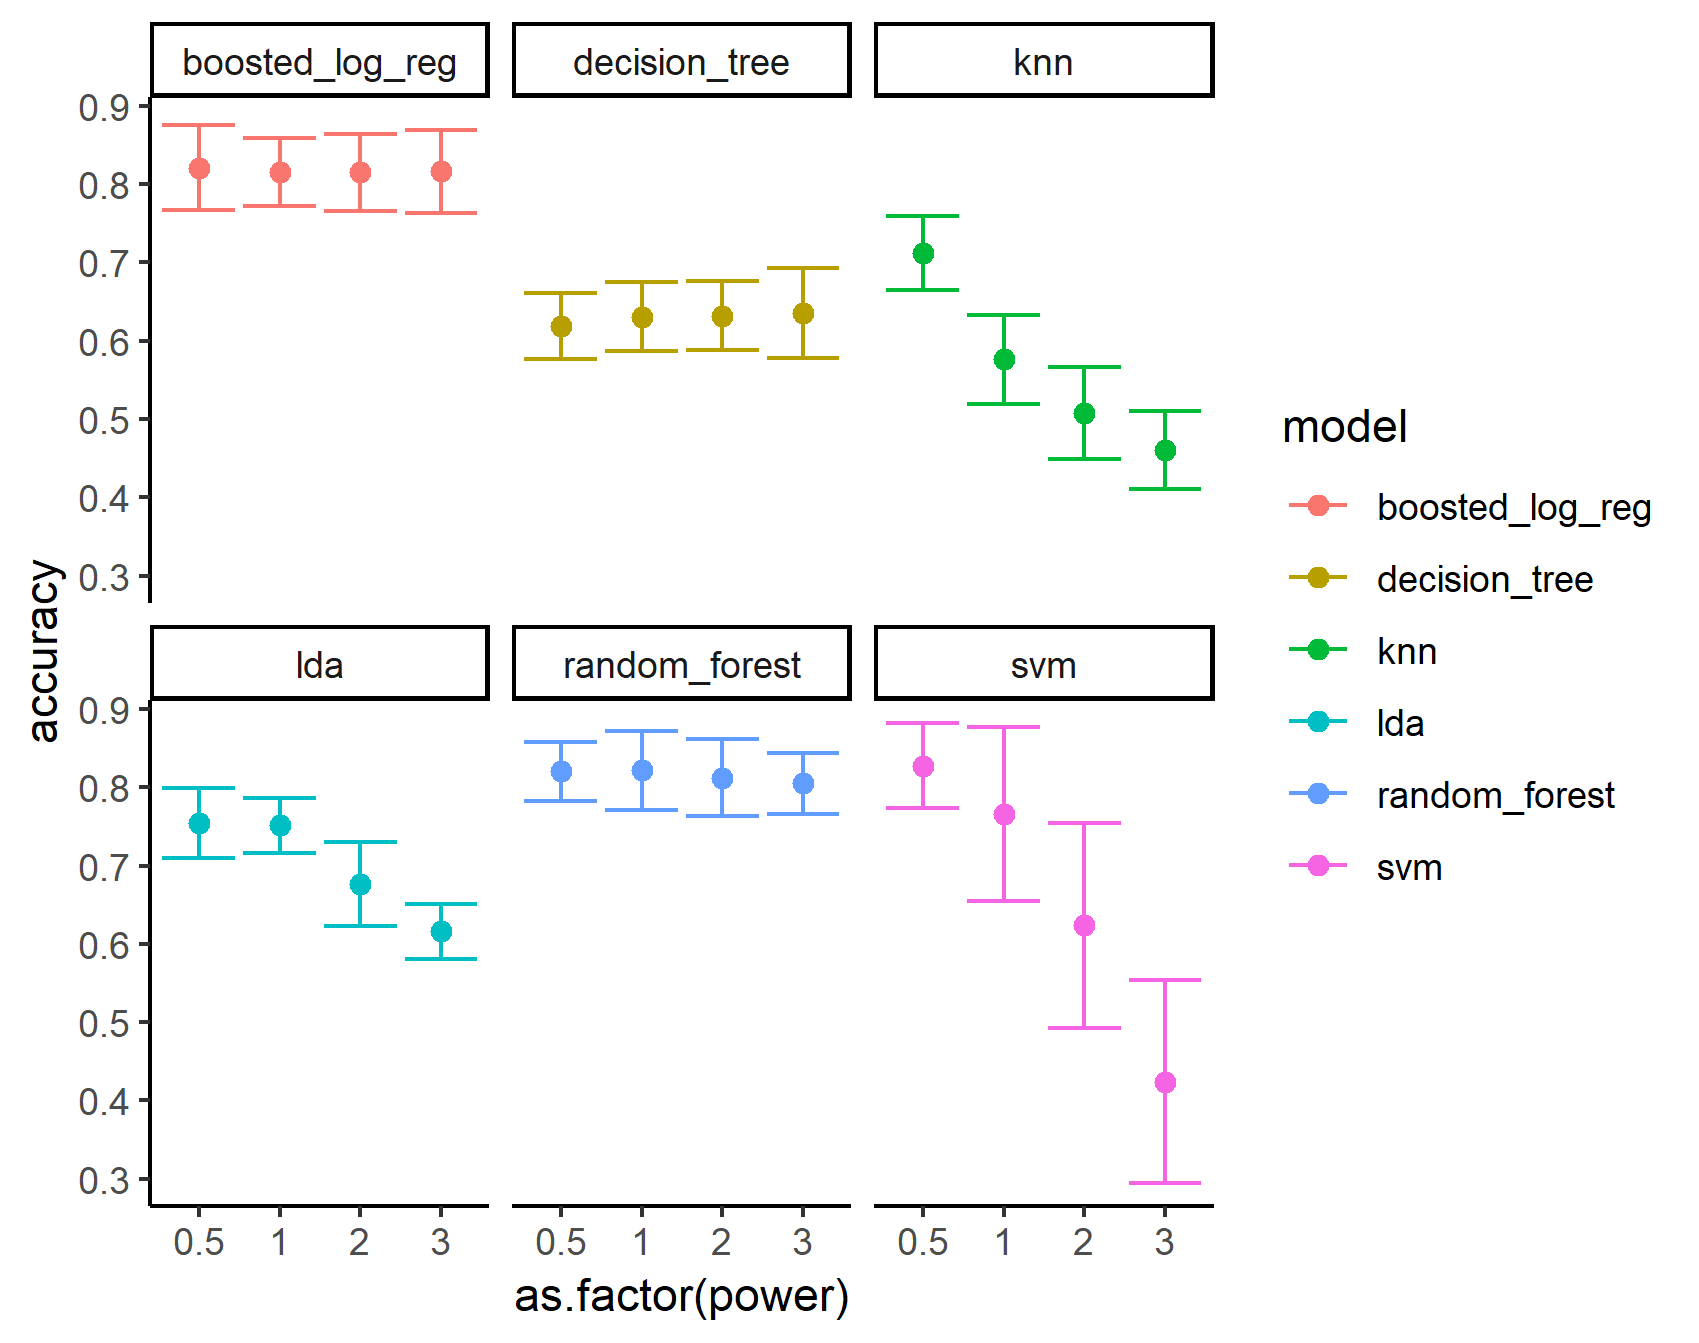 boosted_log_reg decision_tree knn
0.9
0.8
0.7
0.6
0.5
0.4
0.3
lda random_forest svm
0.9
0.8
0.7
0.6
0.5
0.4
0.3
0.5 1 2 3 0.5 1 2 3 0.5 1 2 3
as.factor(power)
accuracy
model
boosted_log_reg
decision_tree
knn
lda
random_forest
svm